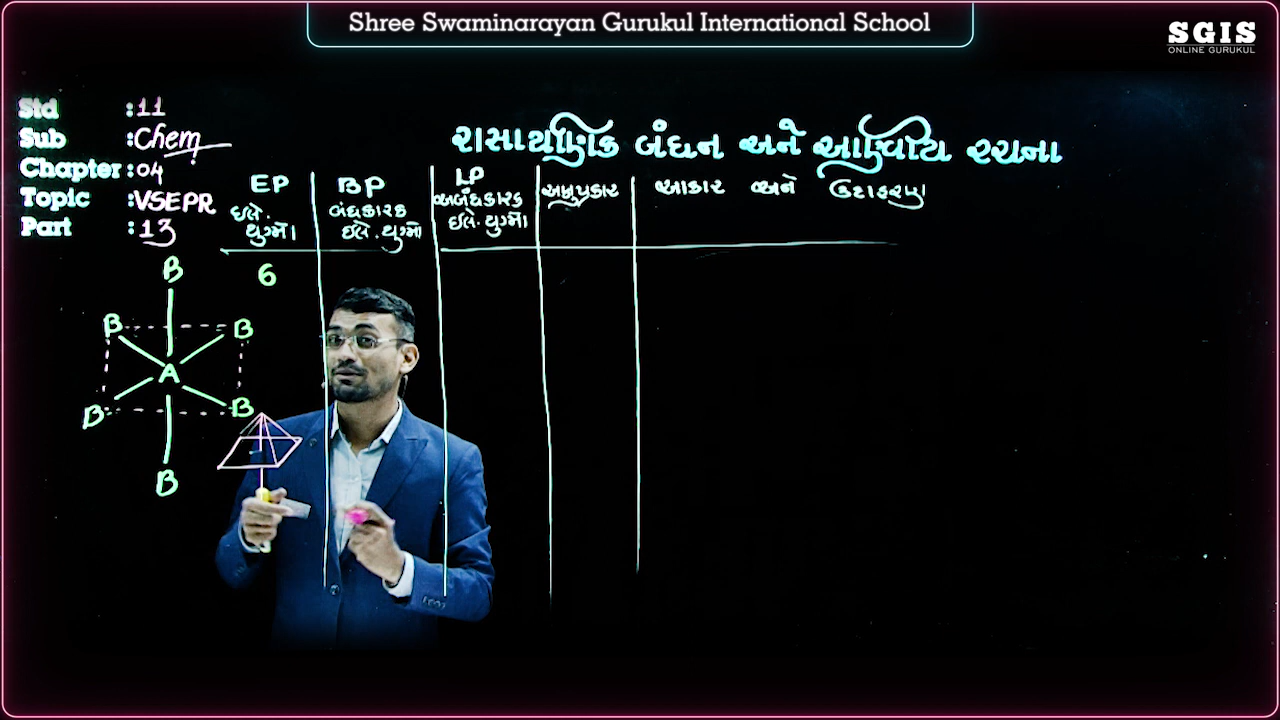 Shree Swaminarayan Gurukul International School
SGIS
ONLINE GURUKUL
Std :11
Sub :Chem
Chapter :04
Topic :VSEPR
Part :13
રાસાયણિક બંધન અને આણ્વિય રચના
EP
ઇલે. યુગ્મો
BP
બંધકારક
ઇલે. યુગ્મો
LP
અબંધકારક
ઇલે. યુગ્મો
અણુપ્રકાર
આકાર અને ઉદાહરણ
6
B
B B
A
B B
B